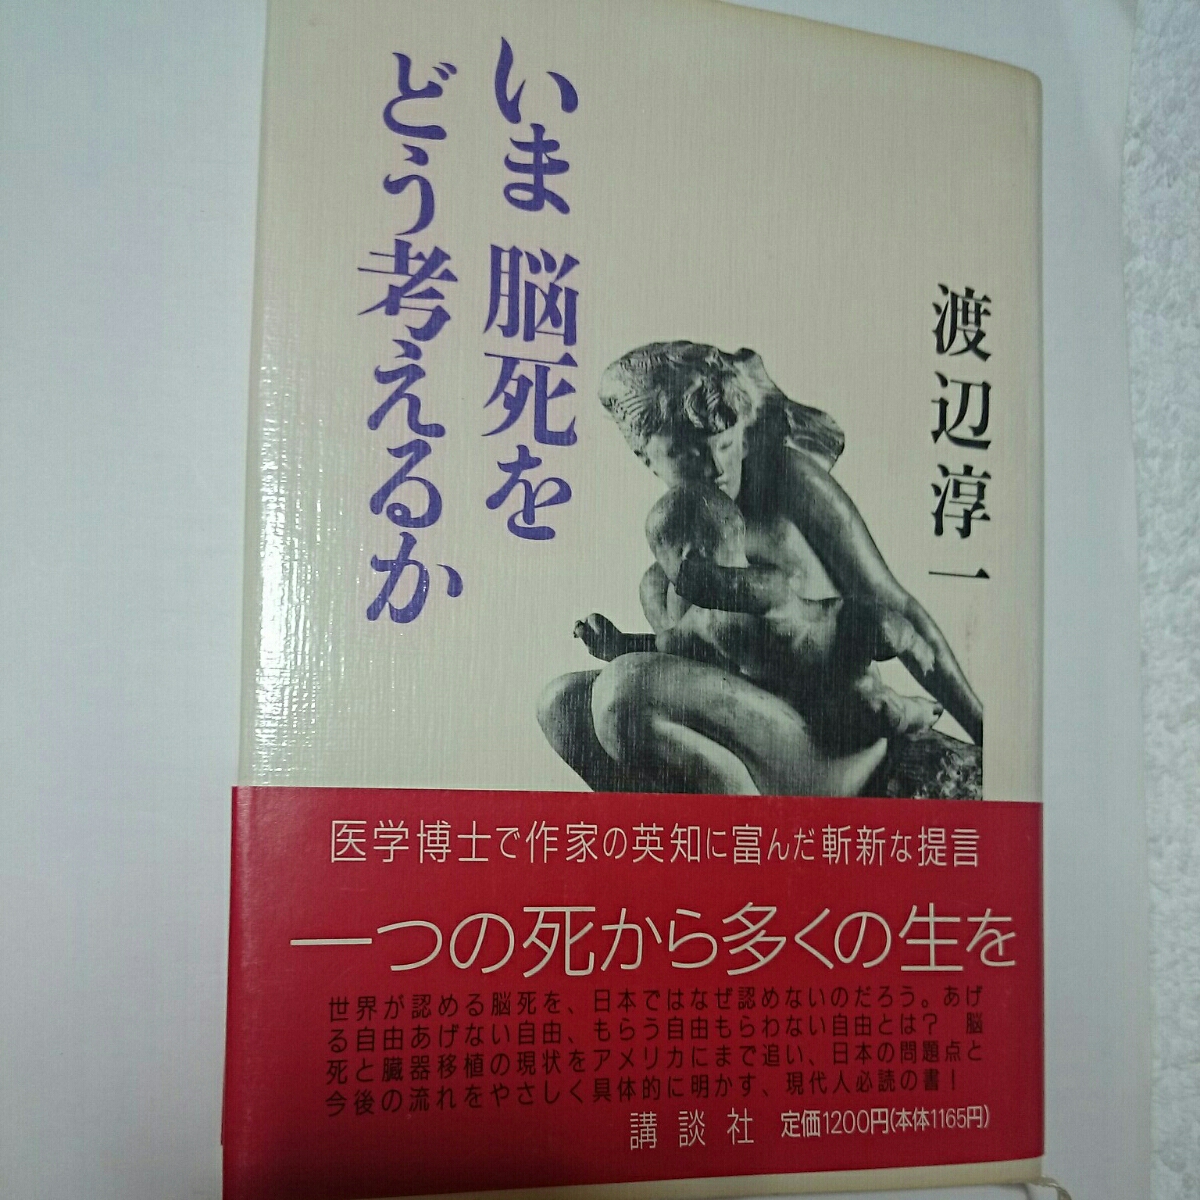 いま 脳死を
どう考えるか
渡辺淳一
医学博士で作家の英知に富んだ斬新な提言
一つの死から多くの生を
世界が認める脳死を、日本ではなぜ認めないのだろう。あげ
る自由あげない自由、もらう自由もらわない自由とは? 脳
死と臓器移植の現状をアメリカにまで追い、日本の問題点と
今後の流れをやさしく具体的に明かす、現代人必読の書!
講談社 定価1200円(本体1165円)